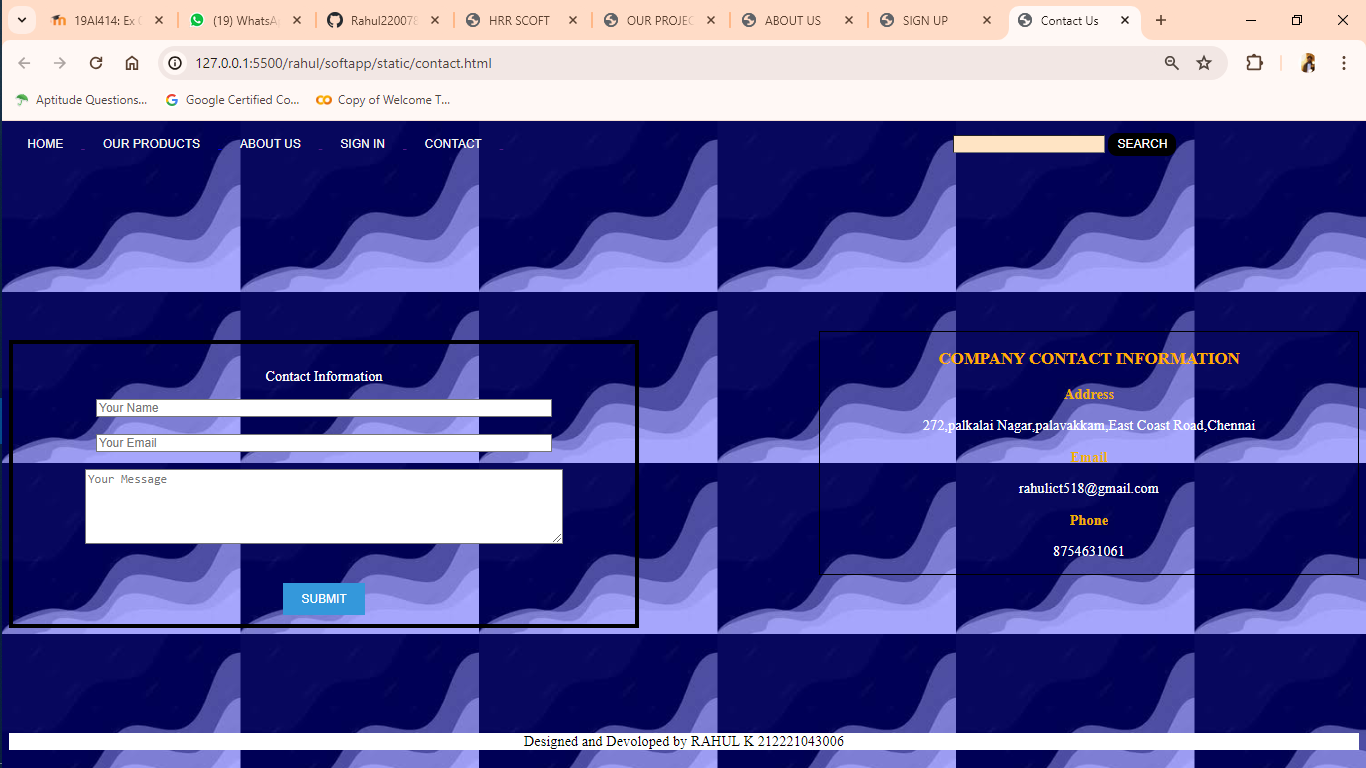 19AI414: Ex
(19) WhatsA
Rahul220078
HRR SCOFT
OUR PROJEC
ABOUT US
SIGN UP
Contact Us
127.0.0.1:5500/rahul/softapp/static/contact.html
Aptitude Questions...
Google Certified Co...
Copy of Welcome T...
HOME OUR PRODUCTS ABOUT US SIGN IN CONTACT SEARCH
Contact Information
Your Name
Your Email
Your Message
SUBMIT
COMPANY CONTACT INFORMATION
Address
272,palkalai Nagar,palavakkam,East Coast Road,Chennai
Email
rahulict518@gmail.com
Phone
8754631061
Designed and Devoloped by RAHUL K 212221043006